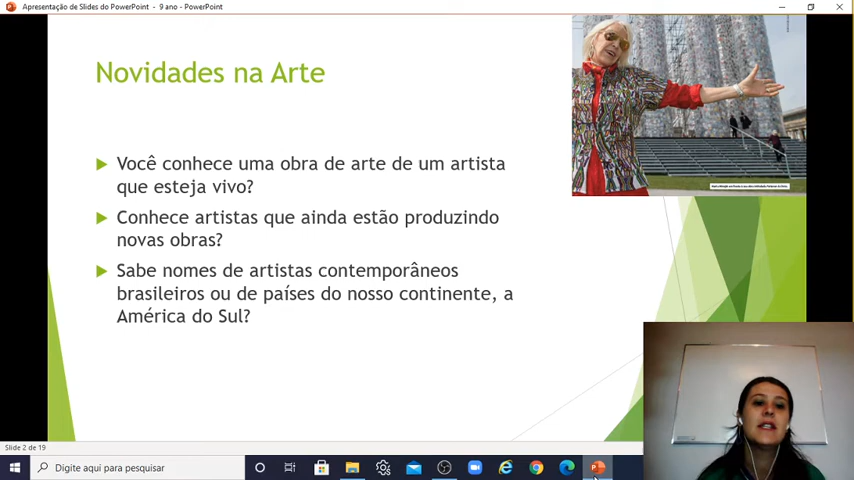 Apresentação de Slides do PowerPoint - 9 ano - PowerPoint
Novidades na Arte
Você conhece uma obra de arte de um artista
que esteja vivo?
Conhece artistas que ainda estão produzindo
novas obras?
Sabe nomes de artistas contemporâneos
brasileiros ou de países do nosso continente, a
América do Sul?
Slide 2 de 19
Digite aqui para pesquisar